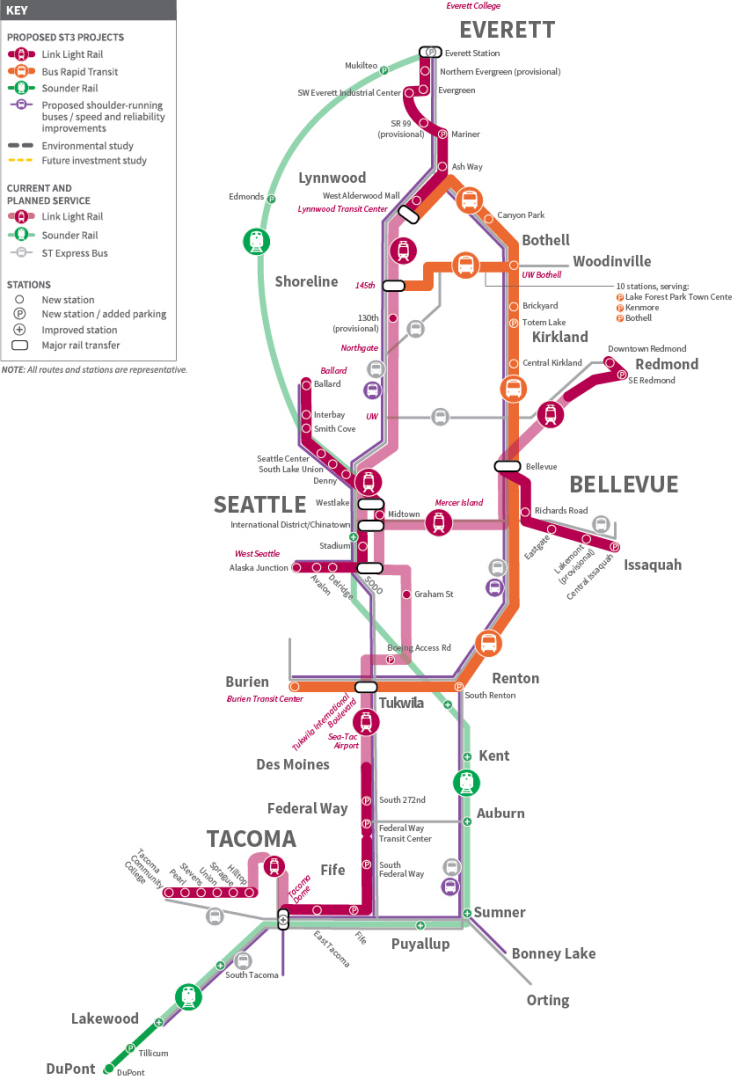 KEY
PROPOSED ST3 PROJECTS
Link Light Rail
Bus Rapid Transit
Sounder Rail
Proposed shoulder-running
buses / speed and reliability
improvements
Environmental study
Future investment study
CURRENT AND
PLANNED SERVICE
Link Light Rail
Sounder Rail
ST Express Bus
STATIONS
New station
P New station / added parking
Improved station
Major rail transfer
NOTE: All routes and stations are representative.
Everett College
EVERETT
P Everett Station
Mukilteo P
Northern Evergreen (provisional)
SW Everett Industrial Center
Evergreen
SR 99
(provisional)
P Mariner
Ash Way
Lynnwood
West Alderwood Mall
Lynnwood Transit Center
Edmonds P
Canyon Park
Bothell
Woodinville
UW Bothell
Shoreline
145th
10 stations, serving:
P Lake Forest Park Town Cente
P Kenmore
P Bothell
130th
(provisional)
Brickyard
P Totem Lake
Kirkland
Northgate
Downtown Redmond
Redmond
P SE Redmond
Central Kirkland
Ballard
Ballard
Interbay
Smith Cove
UW
Seattle Center
South Lake Union
Denny
Bellevue
BELLEVUE
SEATTLE
Westlake
Midtown
Mercer Island
International District/Chinatown
Richards Road
Stadium
Eastgate
Lakemont
(provisional)
Central Issaquah
P
Issaquah
West Seattle
Alaska Junction
Avalon
Delridge
SODO
Graham St
Boeing Access Rd
P
Burien
Burien Transit Center
Renton
P
South Renton
Tukwila International
Boulevard
Tukwila
Sea-Tac
Airport
Des Moines
Kent
P South 272nd
Federal Way
P Federal Way
Transit Center
Auburn
TACOMA
Fife
P South
Federal Way
Tacoma
Community
College
Pearl
Stevens
Union
Sprague
Hilltop
Tacoma
Dome
P
East Tacoma
Fife
Sumner
Puyallup
Bonney Lake
Orting
South Tacoma
Lakewood
P
Tillicum
DuPont
P DuPont